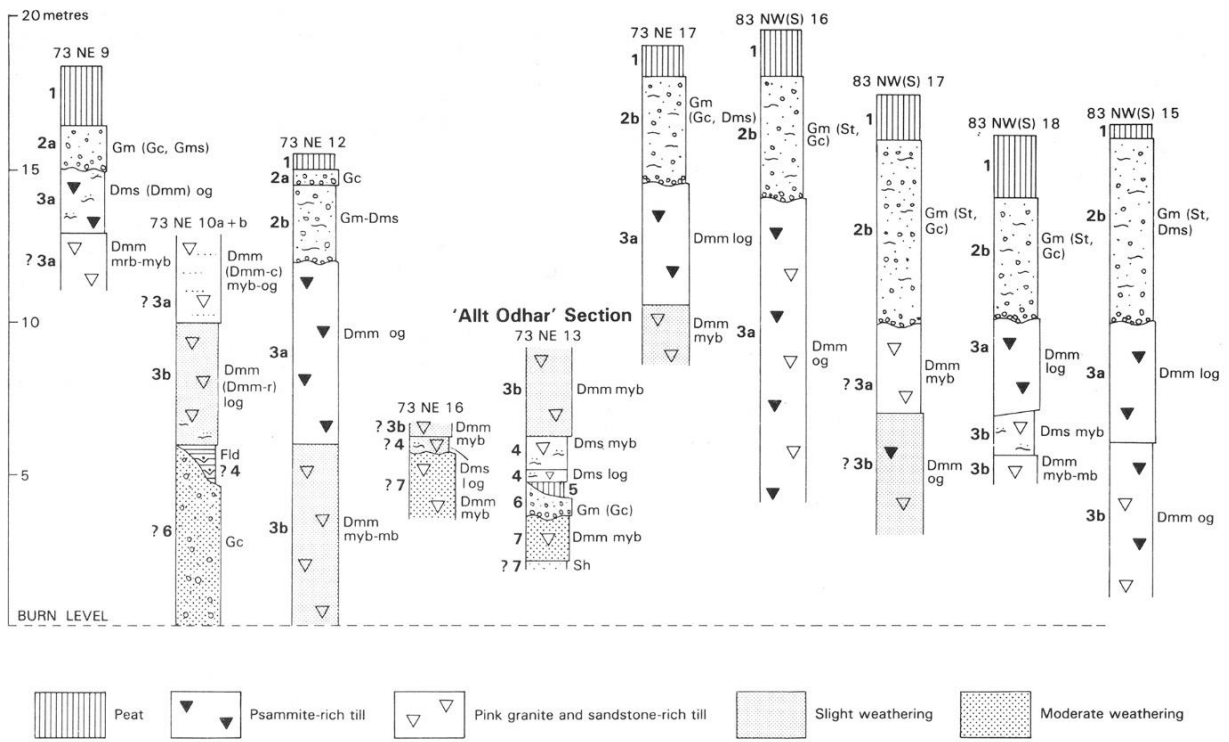 20 metres
15
10
5
BURN LEVEL
73 NE 9
1
2a
Gm (Gc, Gms)
3a
Dms (Dmm) og
? 3a
Dmm
mrb-myb
73 NE 10a + b
? 3a
Dmm
(Dmm-c)
myb-og
3b
Dmm
(Dmm-r)
log
Fld
? 4
? 6
Gc
73 NE 12
1
2a
Gc
2b
Gm-Dms
3a
Dmm og
3b
Dmm
myb-mb
73 NE 16
? 3b
Dmm
myb
? 4
Dms
log
? 7
Dmm
myb
'Allt Odhar' Section
73 NE 13
3b
Dmm myb
4
Dms myb
4
Dms log
5
6
Gm (Gc)
7
Dmm myb
? 7
Sh
73 NE 17
1
2b
Gm
(Gc, Dms)
3a
Dmm log
Dmm
myb
83 NW(S) 16
1
2b
Gm (St,
Gc)
3a
Dmm
og
83 NW(S) 17
1
2b
Gm (St,
Gc)
? 3a
Dmm
myb
? 3b
Dmm
og
83 NW(S) 18
1
2b
Gm (St,
Gc)
3a
Dmm
log
3b
Dms myb
3b
Dmm
myb-mb
83 NW(S) 15
1
2b
Gm (St,
Dms)
3a
Dmm log
3b
Dmm og
Peat
Psammite-rich till
Pink granite and sandstone-rich till
Slight weathering
Moderate weathering